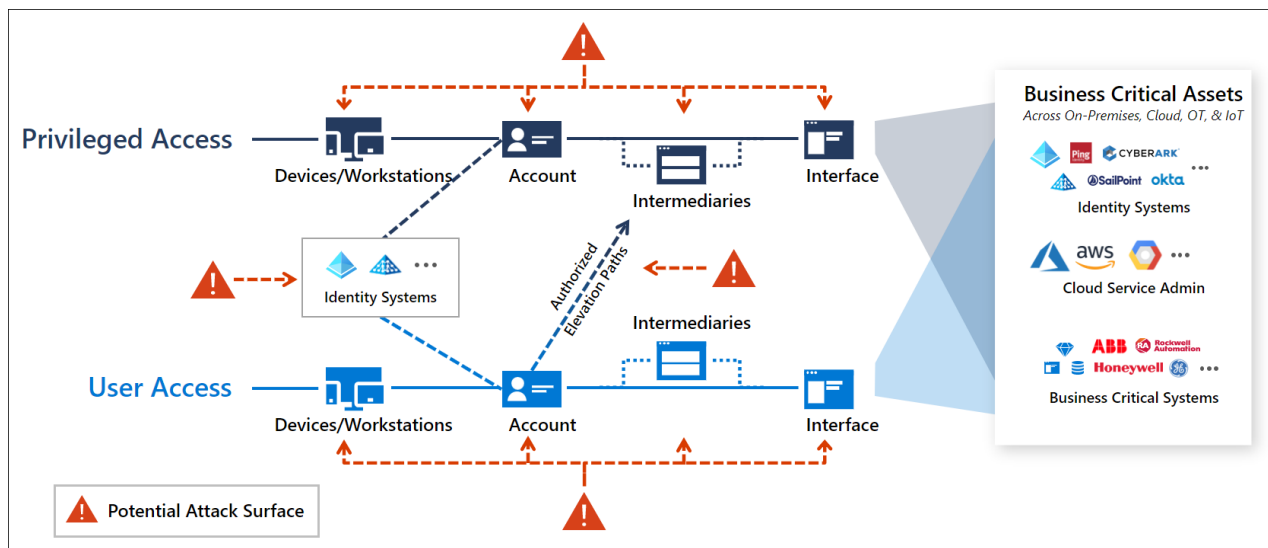 Privileged Access
Devices/Workstations
Account
Intermediaries
Interface
Identity Systems
Authorized
Elevation Paths
Intermediaries
User Access
Devices/Workstations
Account
Interface
Potential Attack Surface
Business Critical Assets
Across On-Premises, Cloud, OT, & IoT
Ping
CYBERARK
SailPoint
okta
Identity Systems
aws
Cloud Service Admin
ABB
RA
Rockwell
Automation
Honeywell
Business Critical Systems